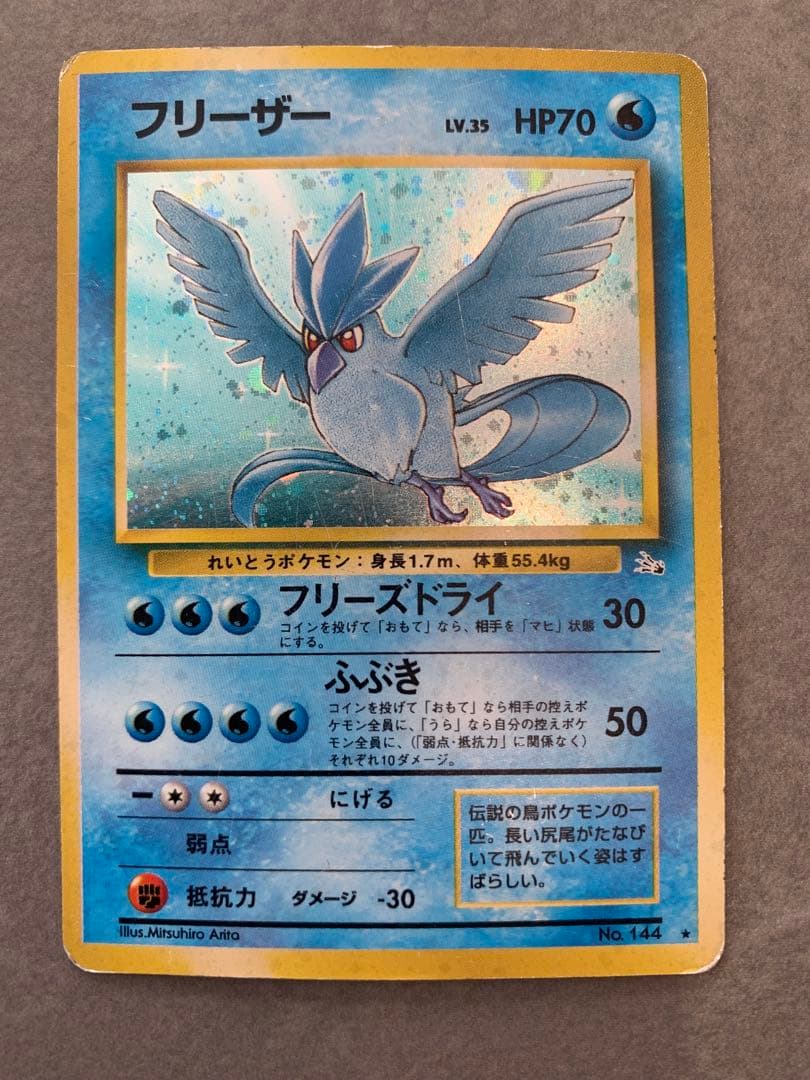 フリーザー LV.35 HP70
れいとうポケモン：身長1.7m、体重55.4kg
フリーズドライ 30
コインを投げて「おもて」なら、相手を「マヒ」状態
にする。
ふぶき 50
コインを投げて「おもて」なら相手の控えポ
ケモン全員に、「うら」なら自分の控えポケ
モン全員に、(「弱点・抵抗力」に関係なく)
それぞれ10ダメージ。
ー にげる
弱点
抵抗力 ダメージ -30
伝説の鳥ポケモンの一
匹。長い尻尾がたなび
いて飛んでいく姿はす
ばらしい。
Illus.Mitsuhiro Arita No. 144 ★